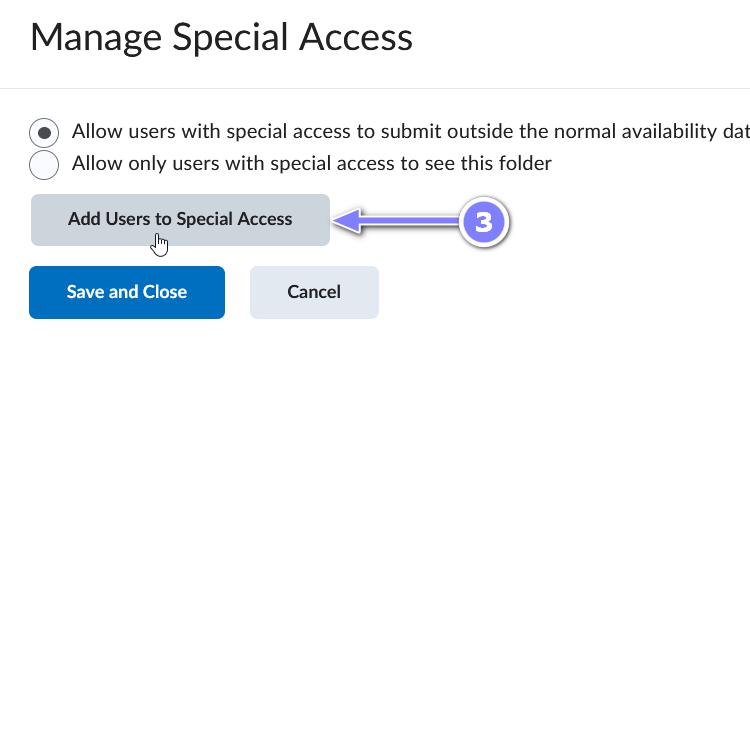 Manage Special Access
Allow users with special access to submit outside the normal availability
Allow only users with special access to see this folder
Add Users to Special Access
3
Save and Close
Cancel